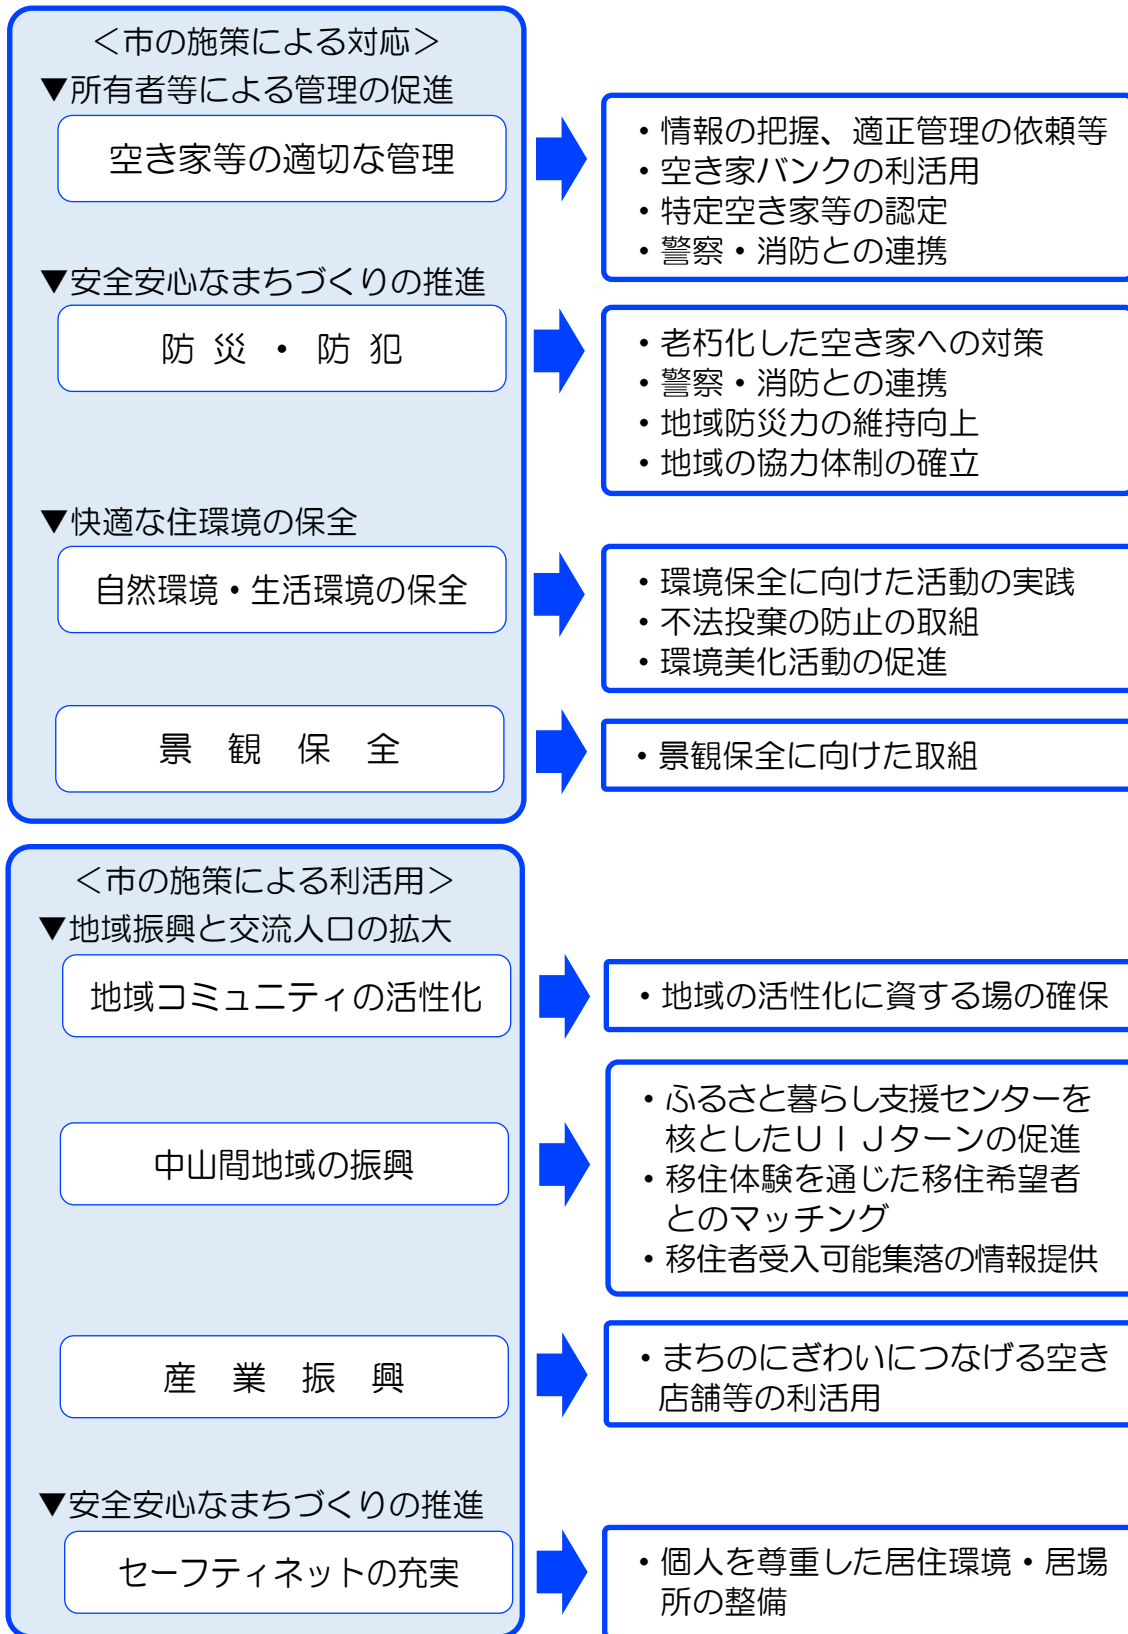 ＜市の施策による対応＞
▼所有者等による管理の促進
空き家等の適切な管理
・情報の把握、適正管理の依頼等
・空き家バンクの利活用
・特定空き家等の認定
・警察・消防との連携
▼安全安心なまちづくりの推進
防 災 ・ 防 犯
・老朽化した空き家への対策
・警察・消防との連携
・地域防災力の維持向上
・地域の協力体制の確立
▼快適な住環境の保全
自然環境・生活環境の保全
・環境保全に向けた活動の実践
・不法投棄の防止の取組
・環境美化活動の促進
景 観 保 全
・景観保全に向けた取組
＜市の施策による利活用＞
▼地域振興と交流人口の拡大
地域コミュニティの活性化
・地域の活性化に資する場の確保
中山間地域の振興
・ふるさと暮らし支援センターを
核としたＵＩＪターンの促進
・移住体験を通じた移住希望者
とのマッチング
・移住者受入可能集落の情報提供
産 業 振 興
・まちのにぎわいにつなげる空き
店舗等の利活用
▼安全安心なまちづくりの推進
セーフティネットの充実
・個人を尊重した居住環境・居場
所の整備